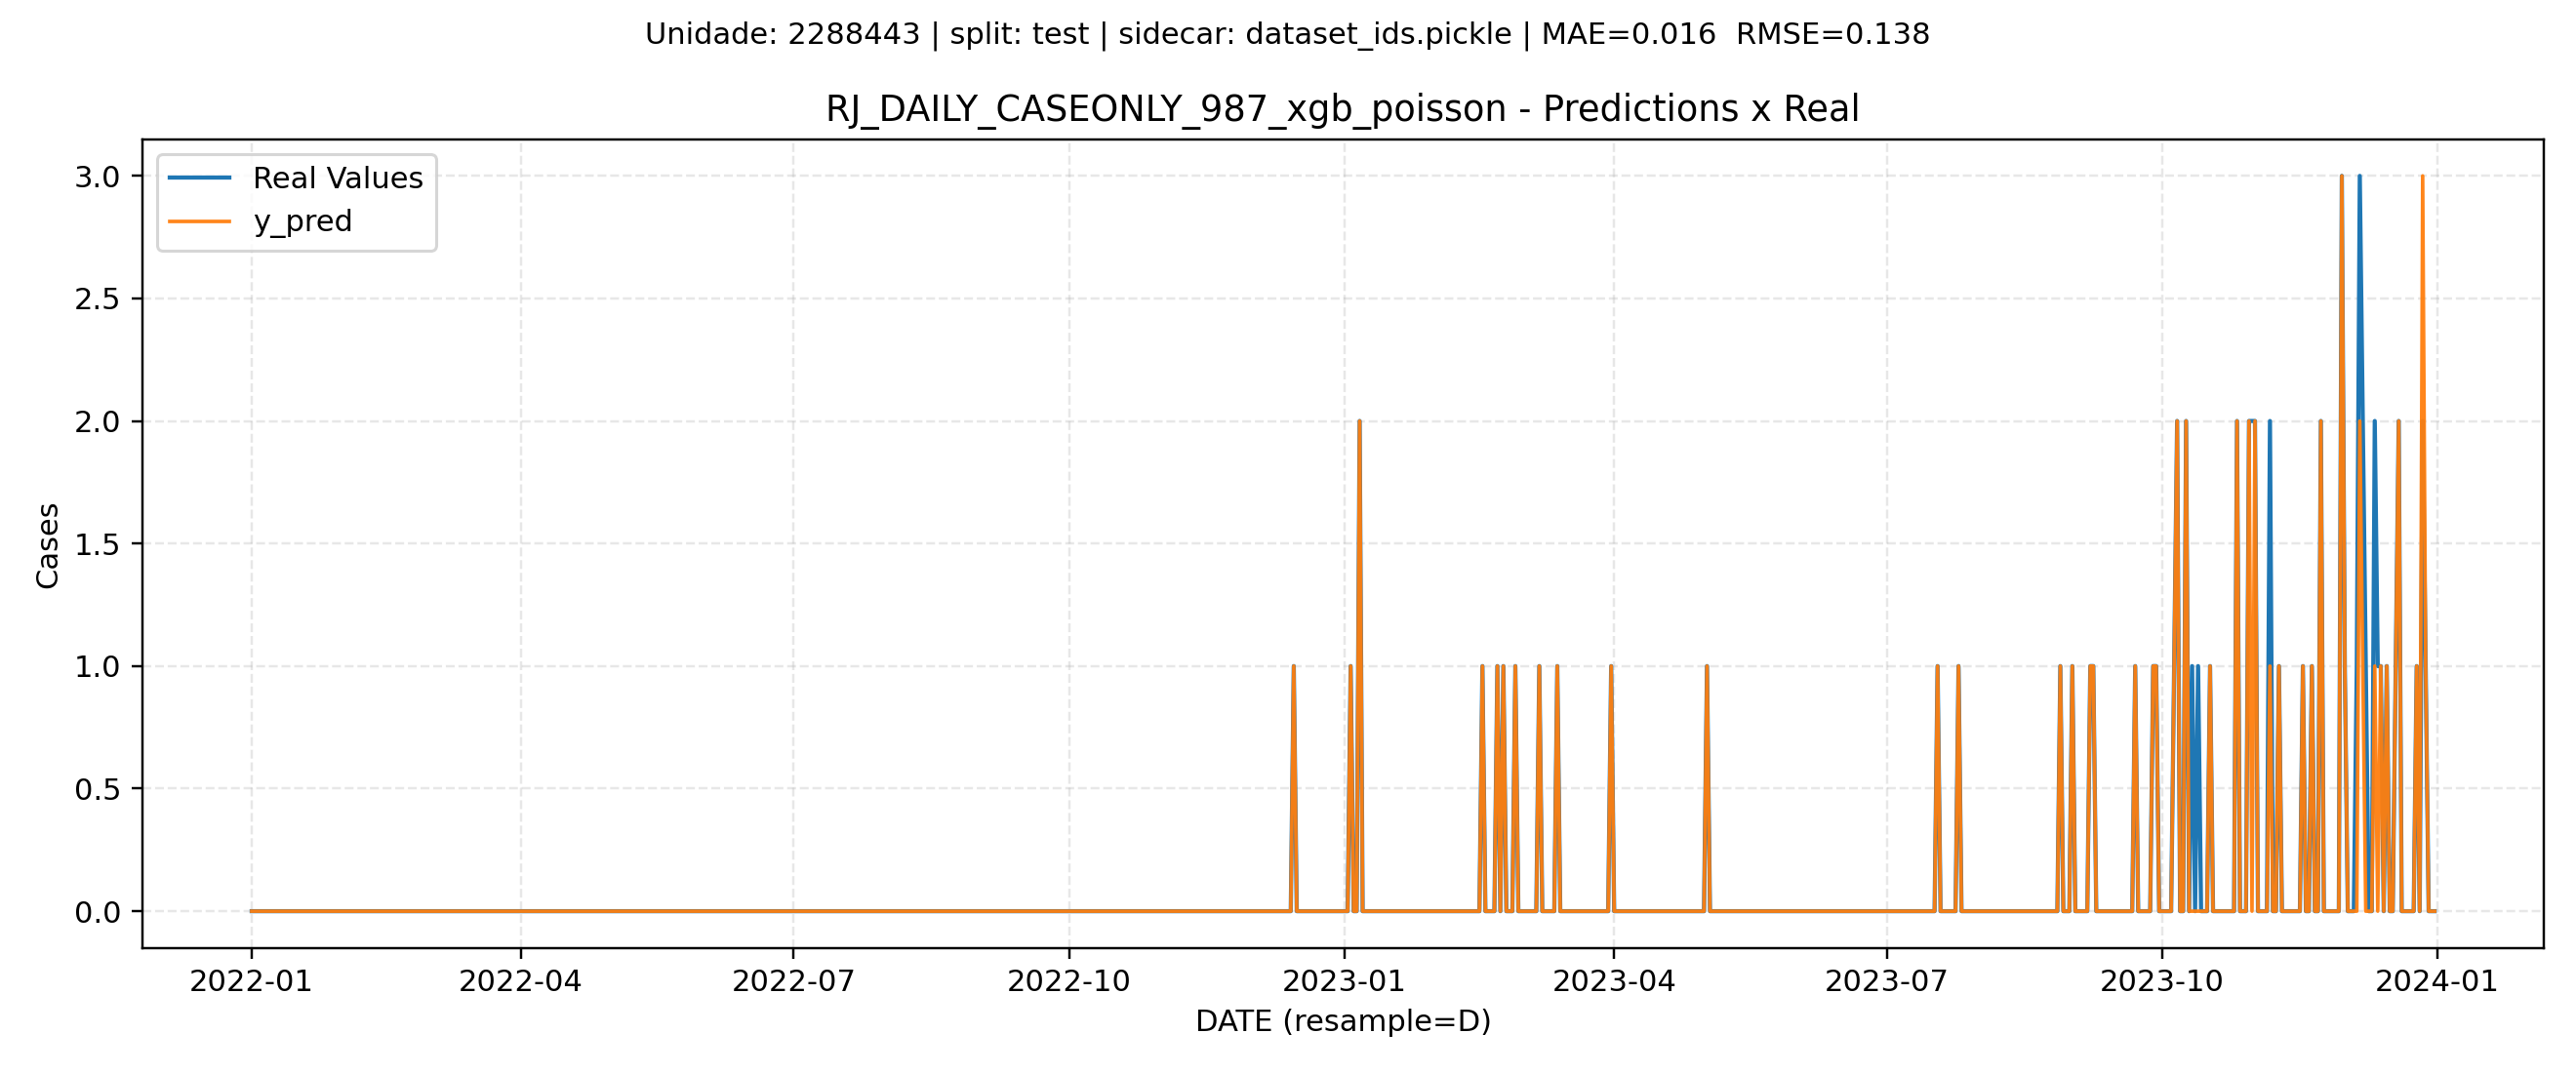 Unidade: 2288443 | split: test | sidecar: dataset_ids.pickle | MAE=0.016  RMSE=0.138
RJ_DAILY_CASEONLY_987_xgb_poisson - Predictions x Real
Real Values
y_pred
3.0
2.5
2.0
1.5
1.0
0.5
0.0
Cases
2022-01 2022-04 2022-07 2022-10 2023-01 2023-04 2023-07 2023-10 2024-01
DATE (resample=D)